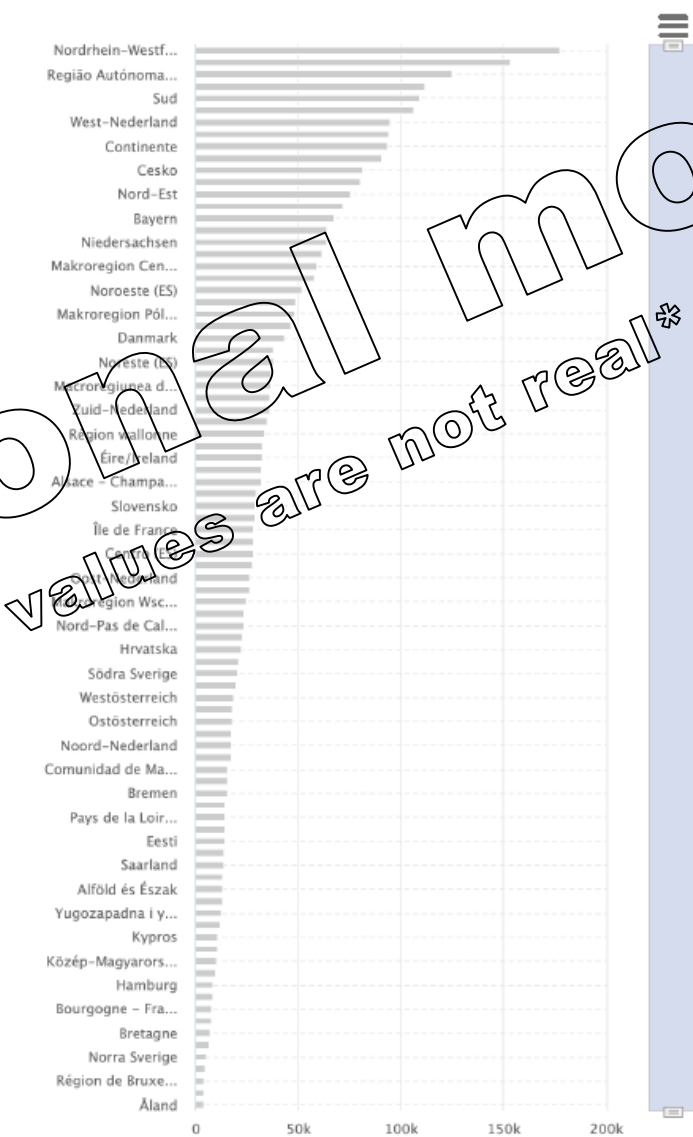 Nordrhein-Westf...
Região Autónoma...
Sud
West-Nederland
Continente
Cesko
Nord-Est
Bayern
Niedersachsen
Makroregion Cen...
Noroeste (ES)
Makroregion Pól...
Danmark
Noreste (ES)
Macroregiunea d...
Zuid-Nederland
Région wallonne
Éire/Ireland
Alsace - Champa...
Slovensko
Île de France
Centro (ES)
Oost-Nederland
Makroregion Wsc...
Nord-Pas de Cal...
Hrvatska
Södra Sverige
Westösterreich
Ostösterreich
Noord-Nederland
Comunidad de Ma...
Bremen
Pays de la Loir...
Eesti
Saarland
Alföld és Észak
Yugozapadna i y...
Kypros
Közép-Magyarors...
Hamburg
Bourgogne - Fra...
Bretagne
Norra Sverige
Région de Bruxe...
Åland
0 50k 100k 150k 200k
onal mo
values are not real*